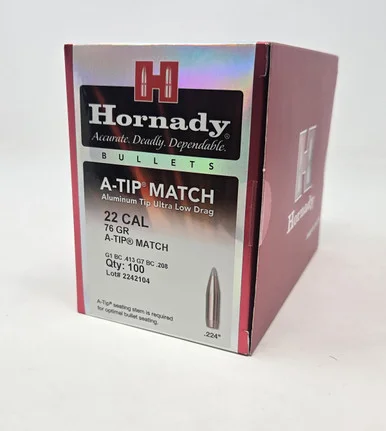 H
Hornady®
Accurate. Deadly. Dependable.
BULLETS
A-TIP® MATCH
Aluminum Tip Ultra Low Drag
22 CAL
76 GR
A-TIP® MATCH
G1 BC .413 G7 BC .208
Qty: 100
Lot# 2242104
A-Tip® seating stem is required
for optimal bullet seating.
.224"
H
Hornady